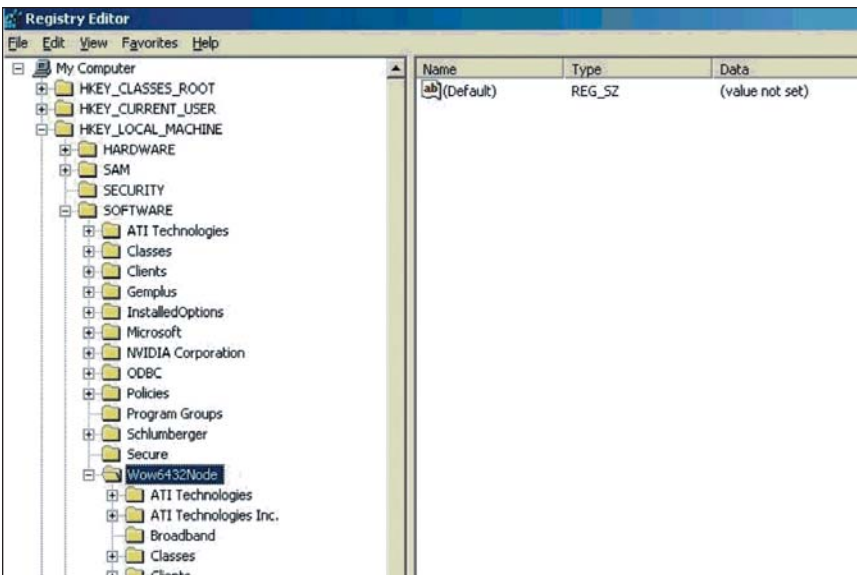 Registry Editor
File Edit View Favorites Help
My Computer
HKEY_CLASSES_ROOT
HKEY_CURRENT_USER
HKEY_LOCAL_MACHINE
HARDWARE
SAM
SECURITY
SOFTWARE
ATI Technologies
Classes
Clients
Gemplus
InstalledOptions
Microsoft
NVIDIA Corporation
ODBC
Policies
Program Groups
Schlumberger
Secure
Wow6432Node
ATI Technologies
ATI Technologies Inc.
Broadband
Classes
Clients
Name Type Data
ab (Default) REG_SZ (value not set)